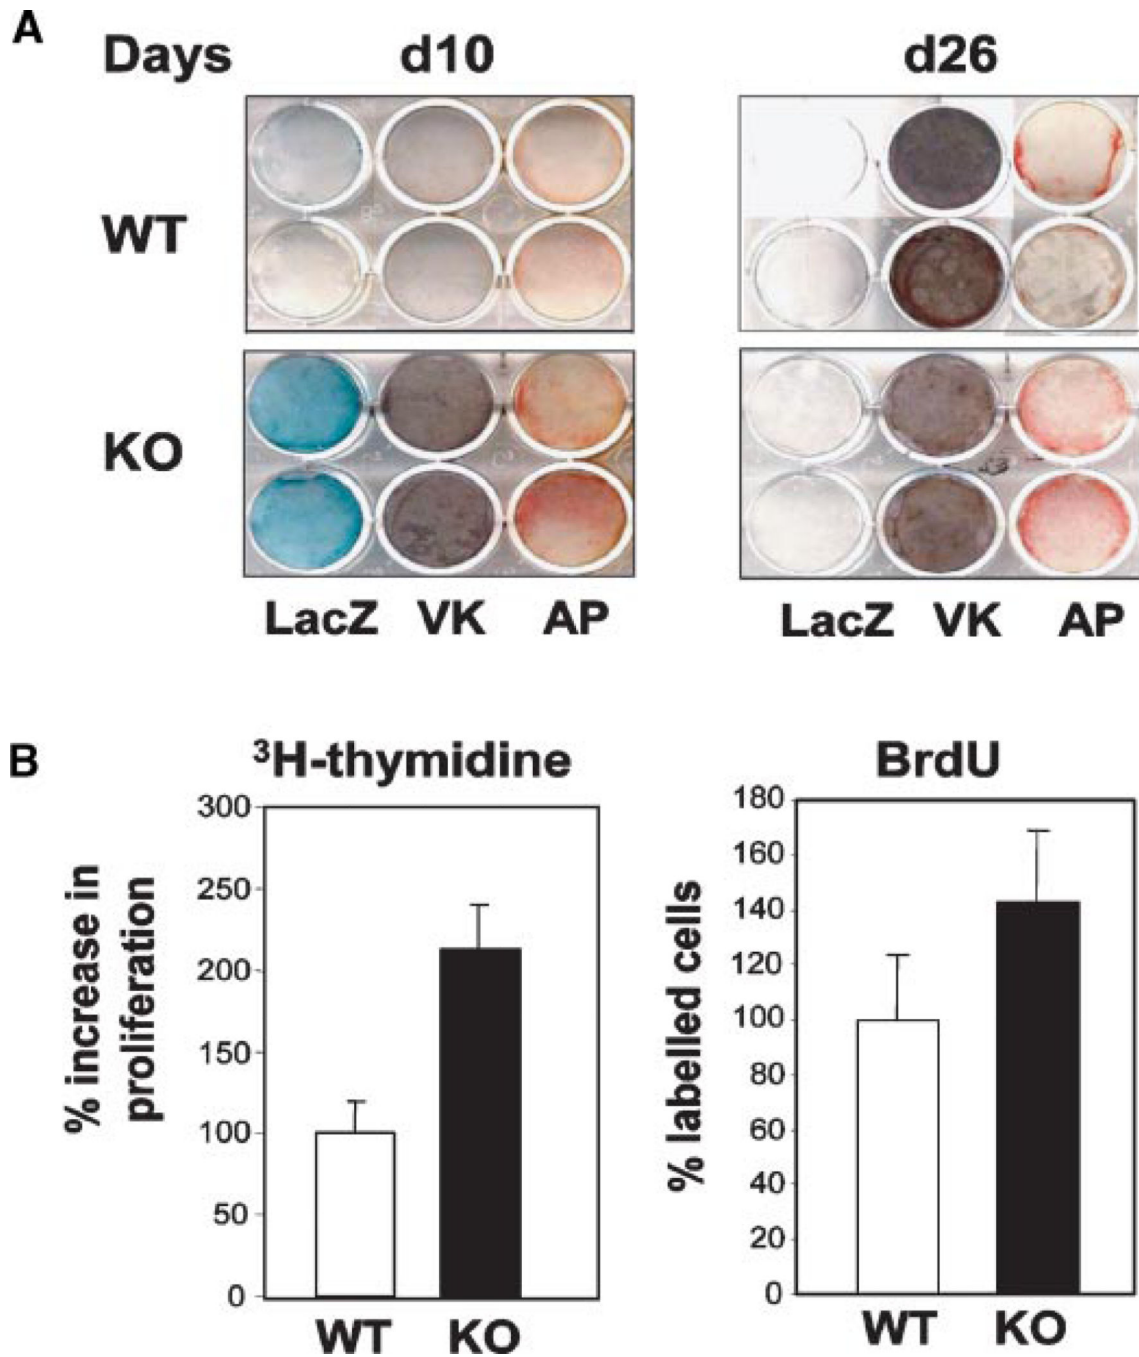 A
Days d10 d26
WT
KO
LacZ VK AP LacZ VK AP
B
³H-thymidine
% increase in
proliferation
300
250
200
150
100
50
0
WT KO
BrdU
% labelled cells
180
160
140
120
100
80
60
40
20
0
WT KO